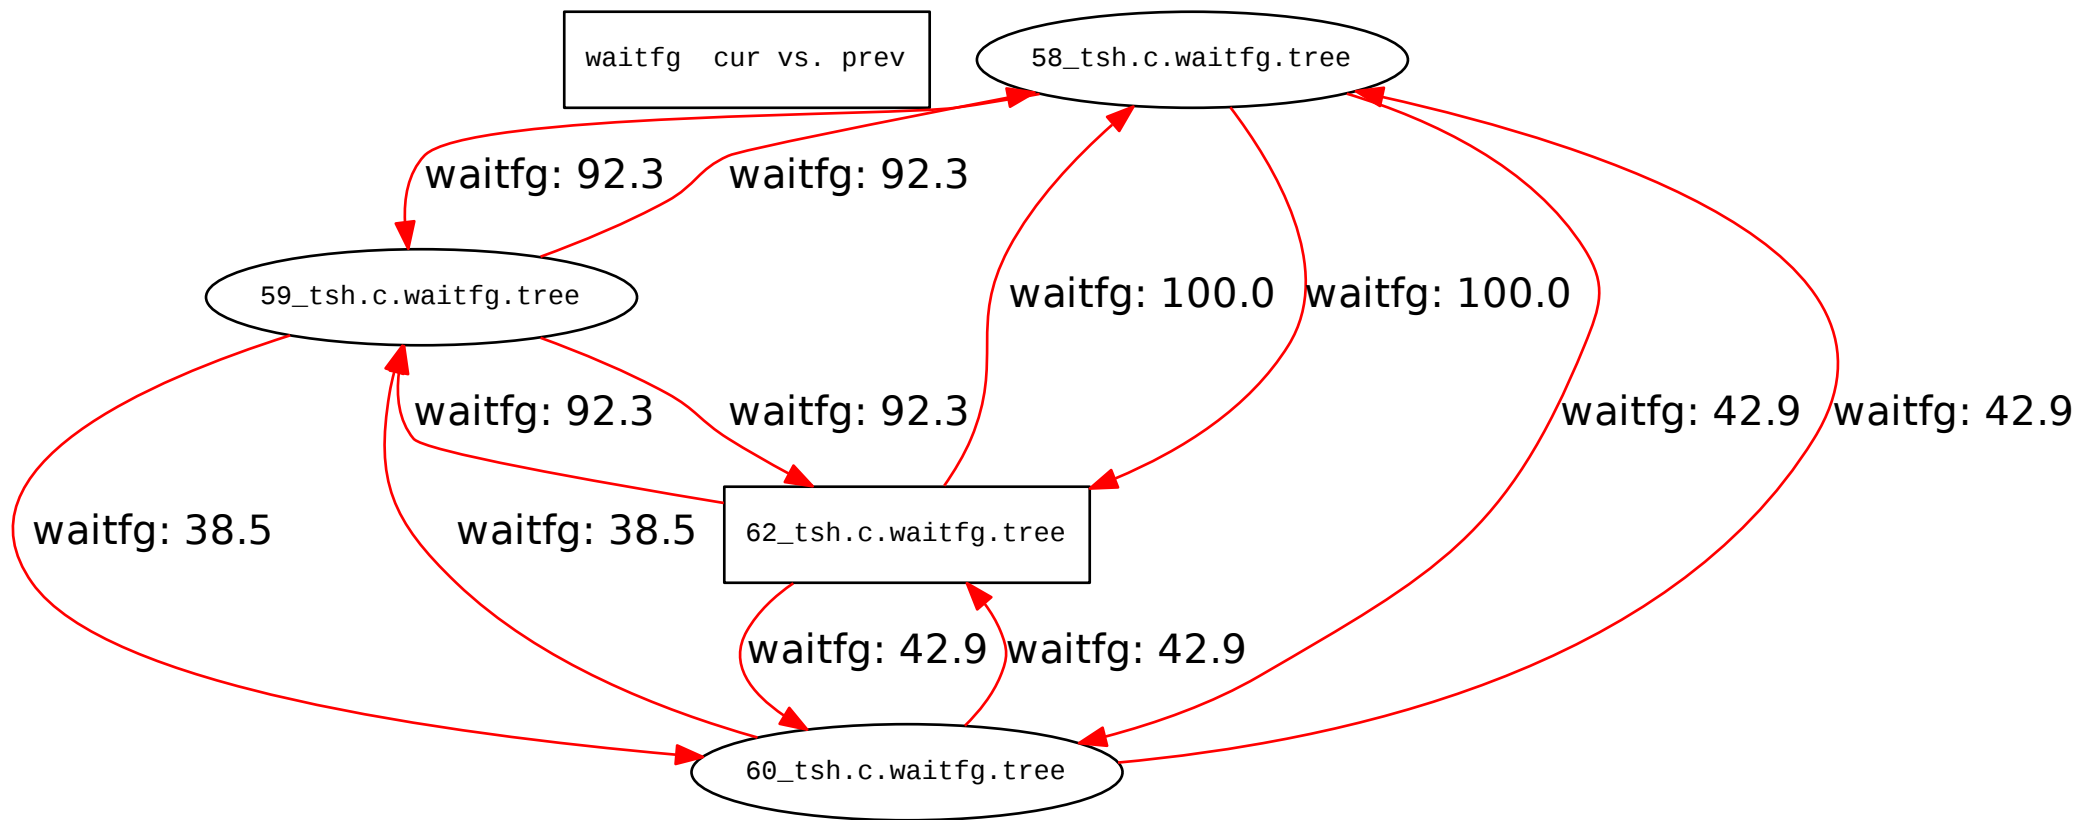 waitfg  cur vs. prev
58_tsh.c.waitfg.tree
waitfg: 92.3
waitfg: 92.3
59_tsh.c.waitfg.tree
waitfg: 100.0
waitfg: 100.0
waitfg: 92.3
waitfg: 92.3
waitfg: 42.9
waitfg: 42.9
waitfg: 38.5
waitfg: 38.5
62_tsh.c.waitfg.tree
waitfg: 42.9
waitfg: 42.9
60_tsh.c.waitfg.tree